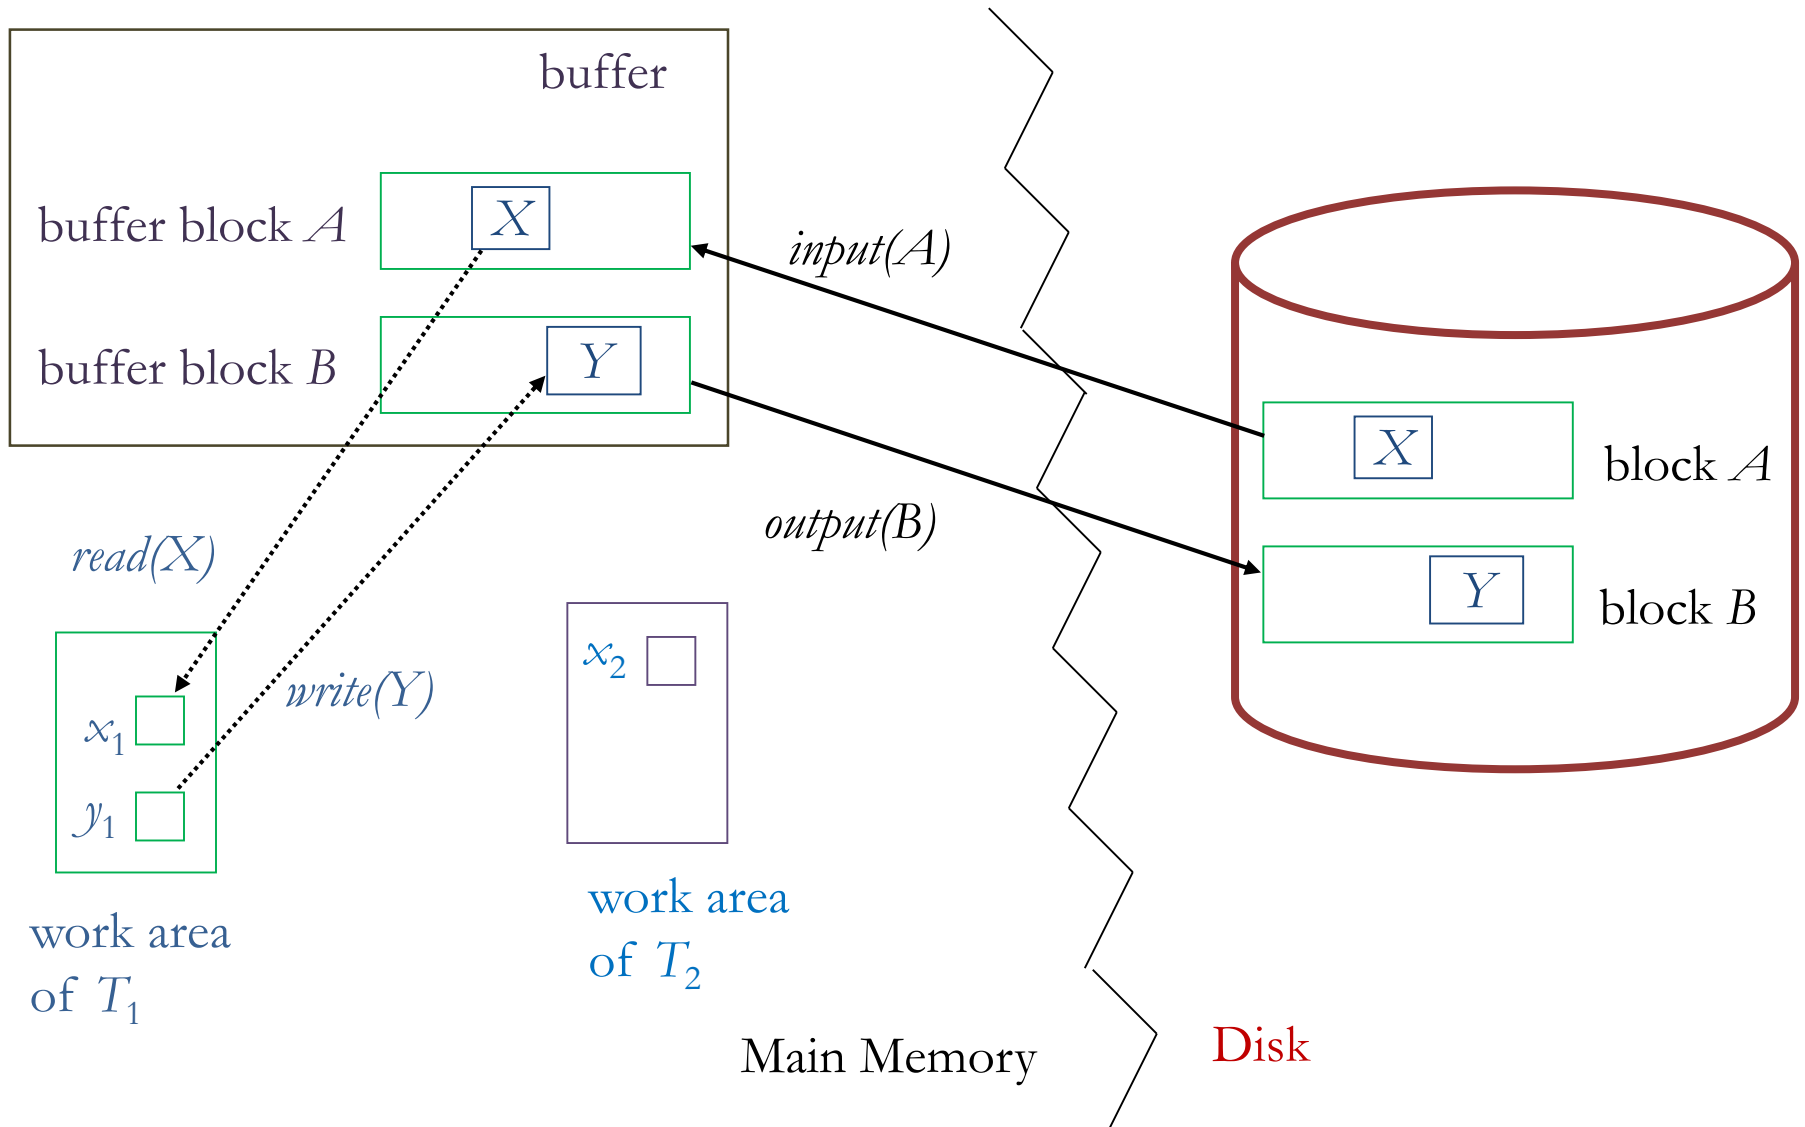 buffer
buffer block A
X
input(A)
buffer block B
Y
X
block A
output(B)
read(X)
Y
block B
x₂
write(Y)
x₁
y₁
work area
of T₂
work area
of T₁
Main Memory
Disk